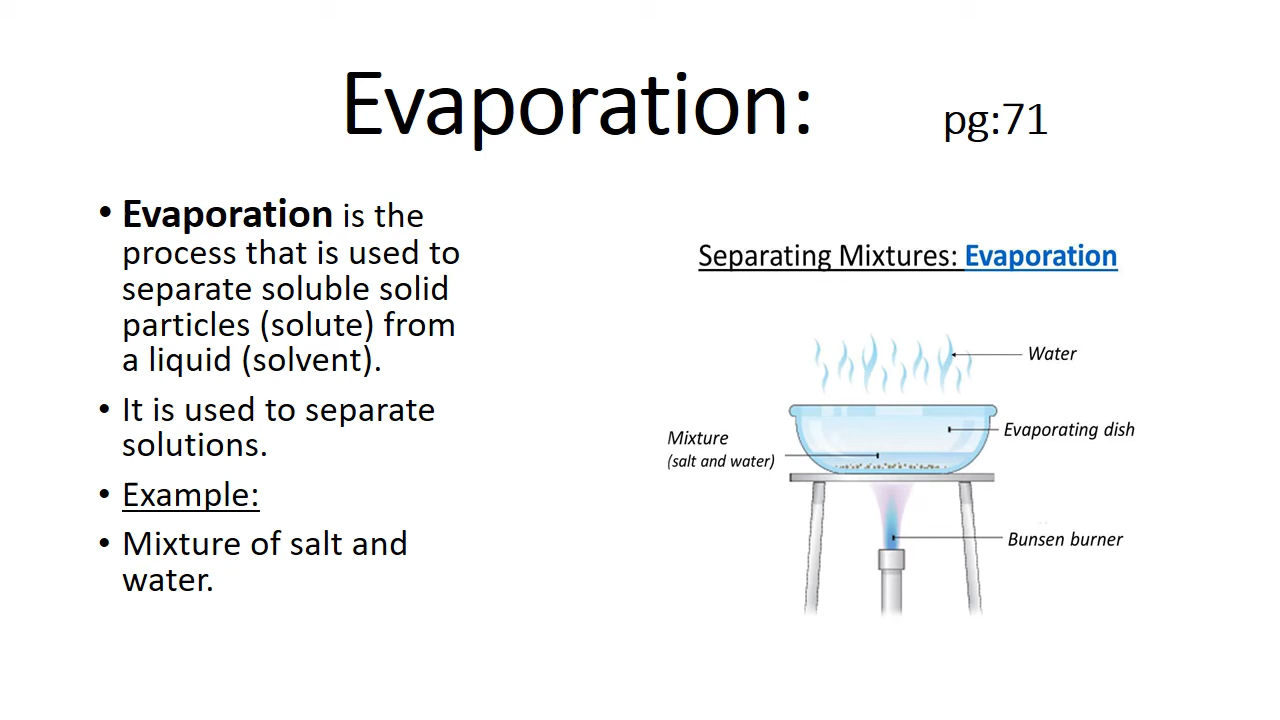 Evaporation: pg:71
• Evaporation is the
process that is used to
separate soluble solid
particles (solute) from
a liquid (solvent).
• It is used to separate
solutions.
• Example:
• Mixture of salt and
water.
Separating Mixtures: Evaporation
Water
Evaporating dish
Mixture
(salt and water)
Bunsen burner